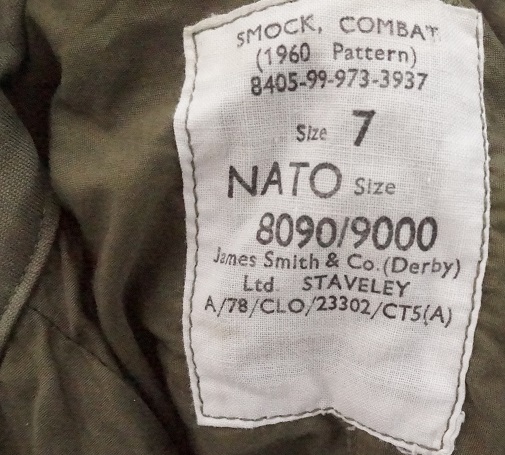 SMOCK, COMBAT
(1960 Pattern)
8405-99-973-3937
Size 7
NATO Size
8090/9000
James Smith & Co.(Derby)
Ltd. STAVELEY
A/78/CLO/23302/CT5(A)